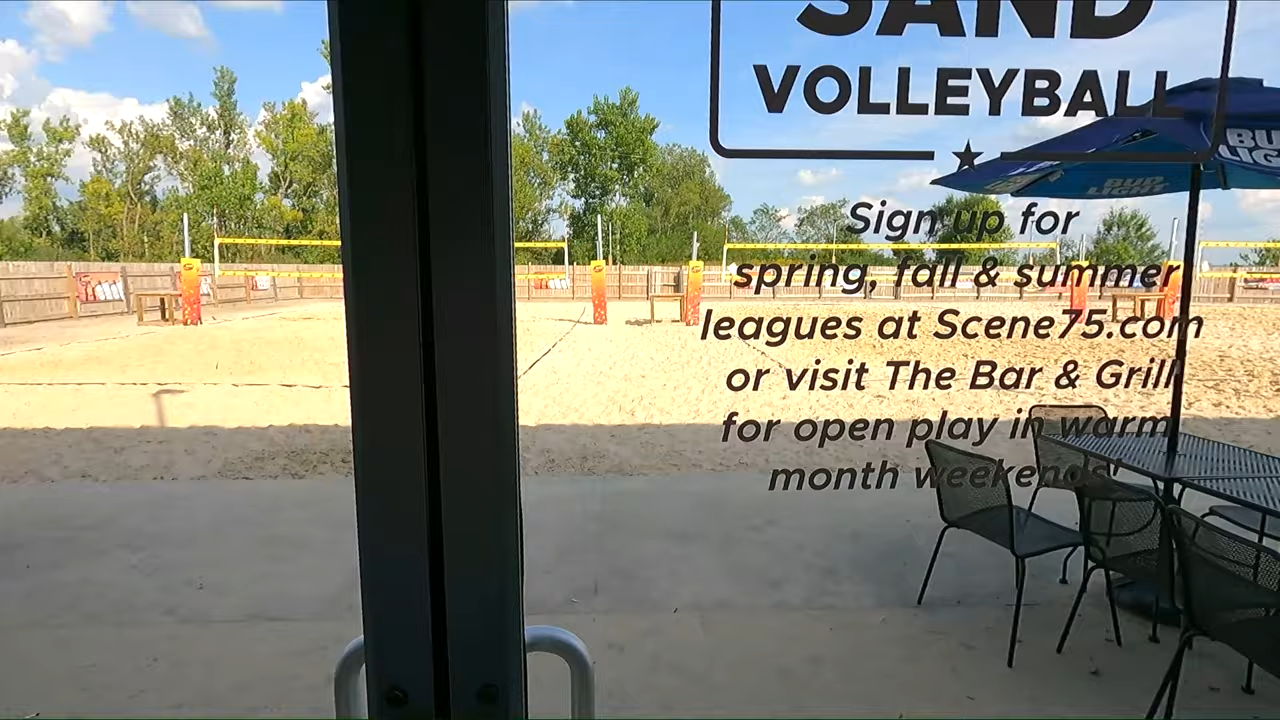 SAND
VOLLEYBALL
BUD LIGHT
BUD
LIGHT
Sign up for
spring, fall & summer
leagues at Scene75.com
or visit The Bar & Grill
for open play in warm
month weekends'